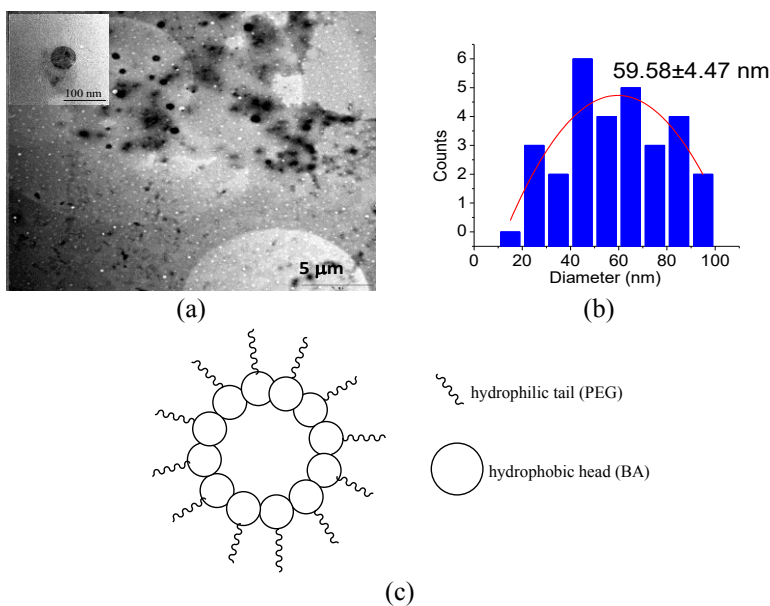 100 nm
5 µm
(a)
59.58±4.47 nm
Counts
6
5
4
3
2
1
0
0 20 40 60 80 100
Diameter (nm)
(b)
hydrophilic tail (PEG)
hydrophobic head (BA)
(c)